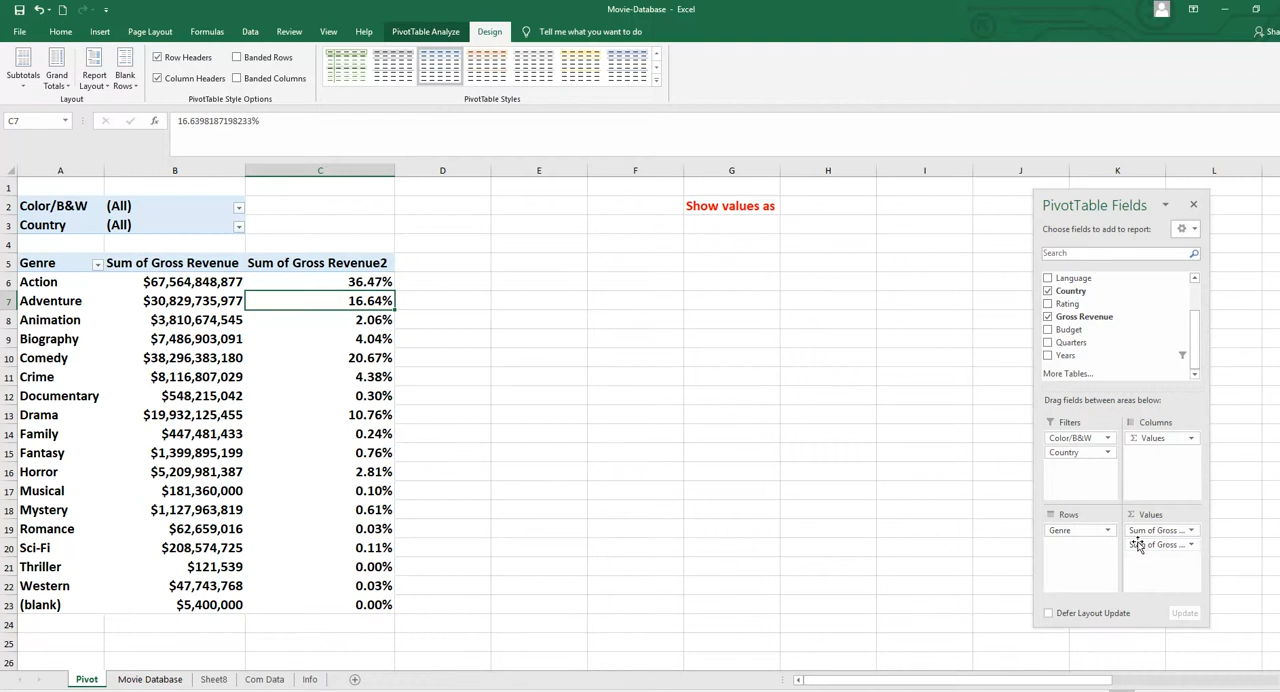 Movie-Database - Excel
File Home Insert Page Layout Formulas Data Review View Help PivotTable Analyze Design Tell me what you want to do Sha
Subtotals Grand Totals Report Layout Blank Rows
Row Headers Banded Rows
Column Headers Banded Columns
Layout PivotTable Style Options PivotTable Styles
C7 fx 16.6398187198233%
A B C D E F G H I J K L
1
2 Color/B&W (All) Show values as
3 Country (All)
4
5 Genre Sum of Gross Revenue Sum of Gross Revenue2
6 Action $67,564,848,877 36.47%
7 Adventure $30,829,735,977 16.64%
8 Animation $3,810,674,545 2.06%
9 Biography $7,486,903,091 4.04%
10 Comedy $38,296,383,180 20.67%
11 Crime $8,116,807,029 4.38%
12 Documentary $548,215,042 0.30%
13 Drama $19,932,125,455 10.76%
14 Family $447,481,433 0.24%
15 Fantasy $1,399,895,199 0.76%
16 Horror $5,209,981,387 2.81%
17 Musical $181,360,000 0.10%
18 Mystery $1,127,963,819 0.61%
19 Romance $62,659,016 0.03%
20 Sci-Fi $208,574,725 0.11%
21 Thriller $121,539 0.00%
22 Western $47,743,768 0.03%
23 (blank) $5,400,000 0.00%
24
25
26
PivotTable Fields
Choose fields to add to report:
Search
Language
Country
Rating
Gross Revenue
Budget
Quarters
Years
More Tables...
Drag fields between areas below:
Filters Columns
Color/B&W Σ Values
Country
Rows Σ Values
Genre Sum of Gross ...
of Gross ...
Defer Layout Update Update
Pivot Movie Database Sheet8 Com Data Info